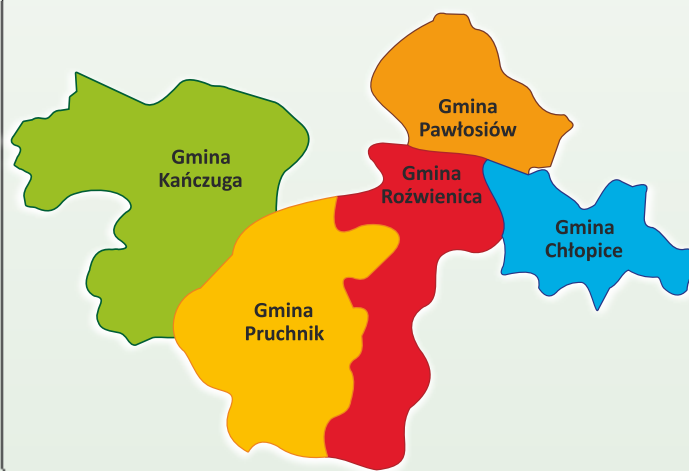 Gmina
Pawłosiów
Gmina
Kańczuga
Gmina
Roźwienica
Gmina
Chłopice
Gmina
Pruchnik